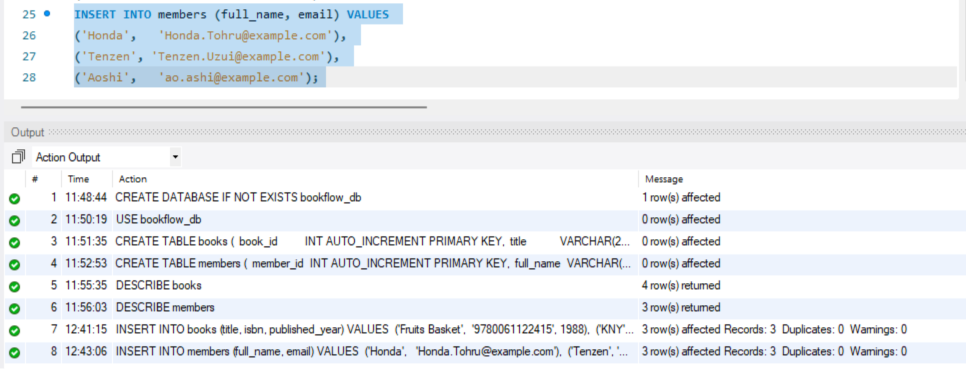 25 INSERT INTO members (full_name, email) VALUES
26 ('Honda', 'Honda.Tohru@example.com'),
27 ('Tenzen', 'Tenzen.Uzui@example.com'),
28 ('Aoshi', 'ao.ashi@example.com');
Output
Action Output
# Time Action Message
1 11:48:44 CREATE DATABASE IF NOT EXISTS bookflow_db 1 row(s) affected
2 11:50:19 USE bookflow_db 0 row(s) affected
3 11:51:35 CREATE TABLE books ( book_id INT AUTO_INCREMENT PRIMARY KEY, title VARCHAR(2... 0 row(s) affected
4 11:52:53 CREATE TABLE members ( member_id INT AUTO_INCREMENT PRIMARY KEY, full_name VARCHAR(... 0 row(s) affected
5 11:55:35 DESCRIBE books 4 row(s) returned
6 11:56:03 DESCRIBE members 3 row(s) returned
7 12:41:15 INSERT INTO books (title, isbn, published_year) VALUES ('Fruits Basket', '9780061122415', 1988), ('KNY'... 3 row(s) affected Records: 3 Duplicates: 0 Warnings: 0
8 12:43:06 INSERT INTO members (full_name, email) VALUES ('Honda', 'Honda.Tohru@example.com'), ('Tenzen', '... 3 row(s) affected Records: 3 Duplicates: 0 Warnings: 0